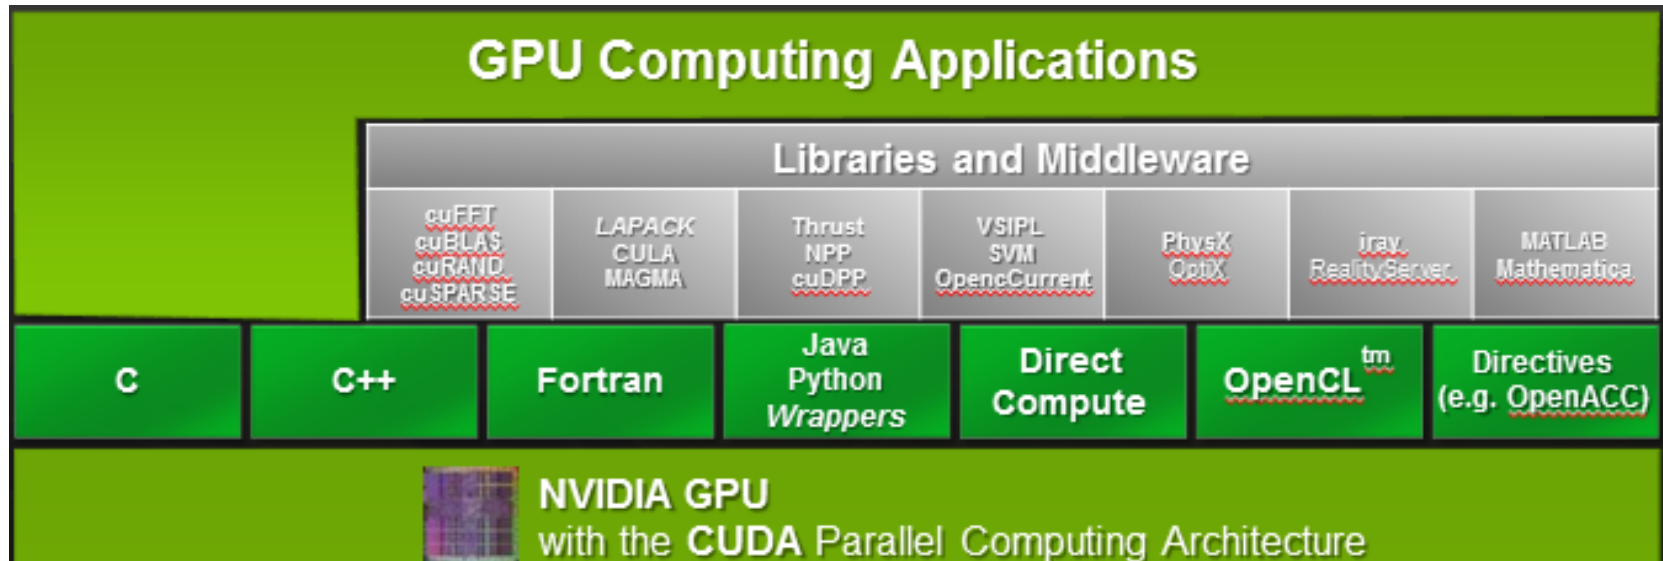 GPU Computing Applications
Libraries and Middleware
cuFFT
cuBLAS
cuRAND
cuSPARSE
LAPACK
CULA
MAGMA
Thrust
NPP
cuDPP
VSIPL
SVM
OpencCurrent
PhysX
OptiX
iray
RealityServer
MATLAB
Mathematica
C
C++
Fortran
Java
Python
Wrappers
Direct
Compute
OpenCL tm
Directives
(e.g. OpenACC)
NVIDIA GPU
with the CUDA Parallel Computing Architecture